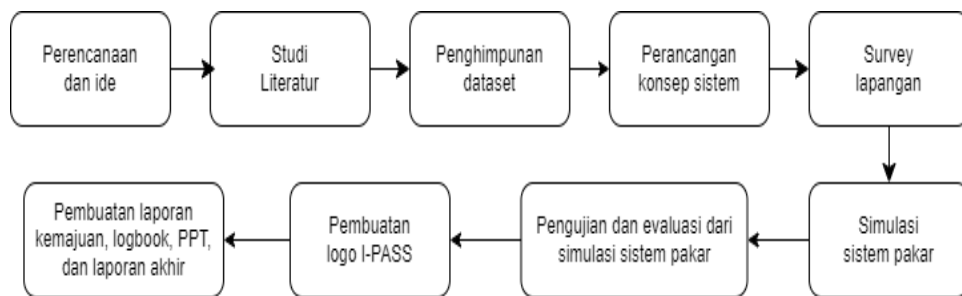 Perencanaan
dan ide
Studi
Literatur
Penghimpunan
dataset
Perancangan
konsep sistem
Survey
lapangan
Simulasi
sistem pakar
Pengujian dan evaluasi dari
simulasi sistem pakar
Pembuatan
logo I-PASS
Pembuatan laporan
kemajuan, logbook, PPT,
dan laporan akhir